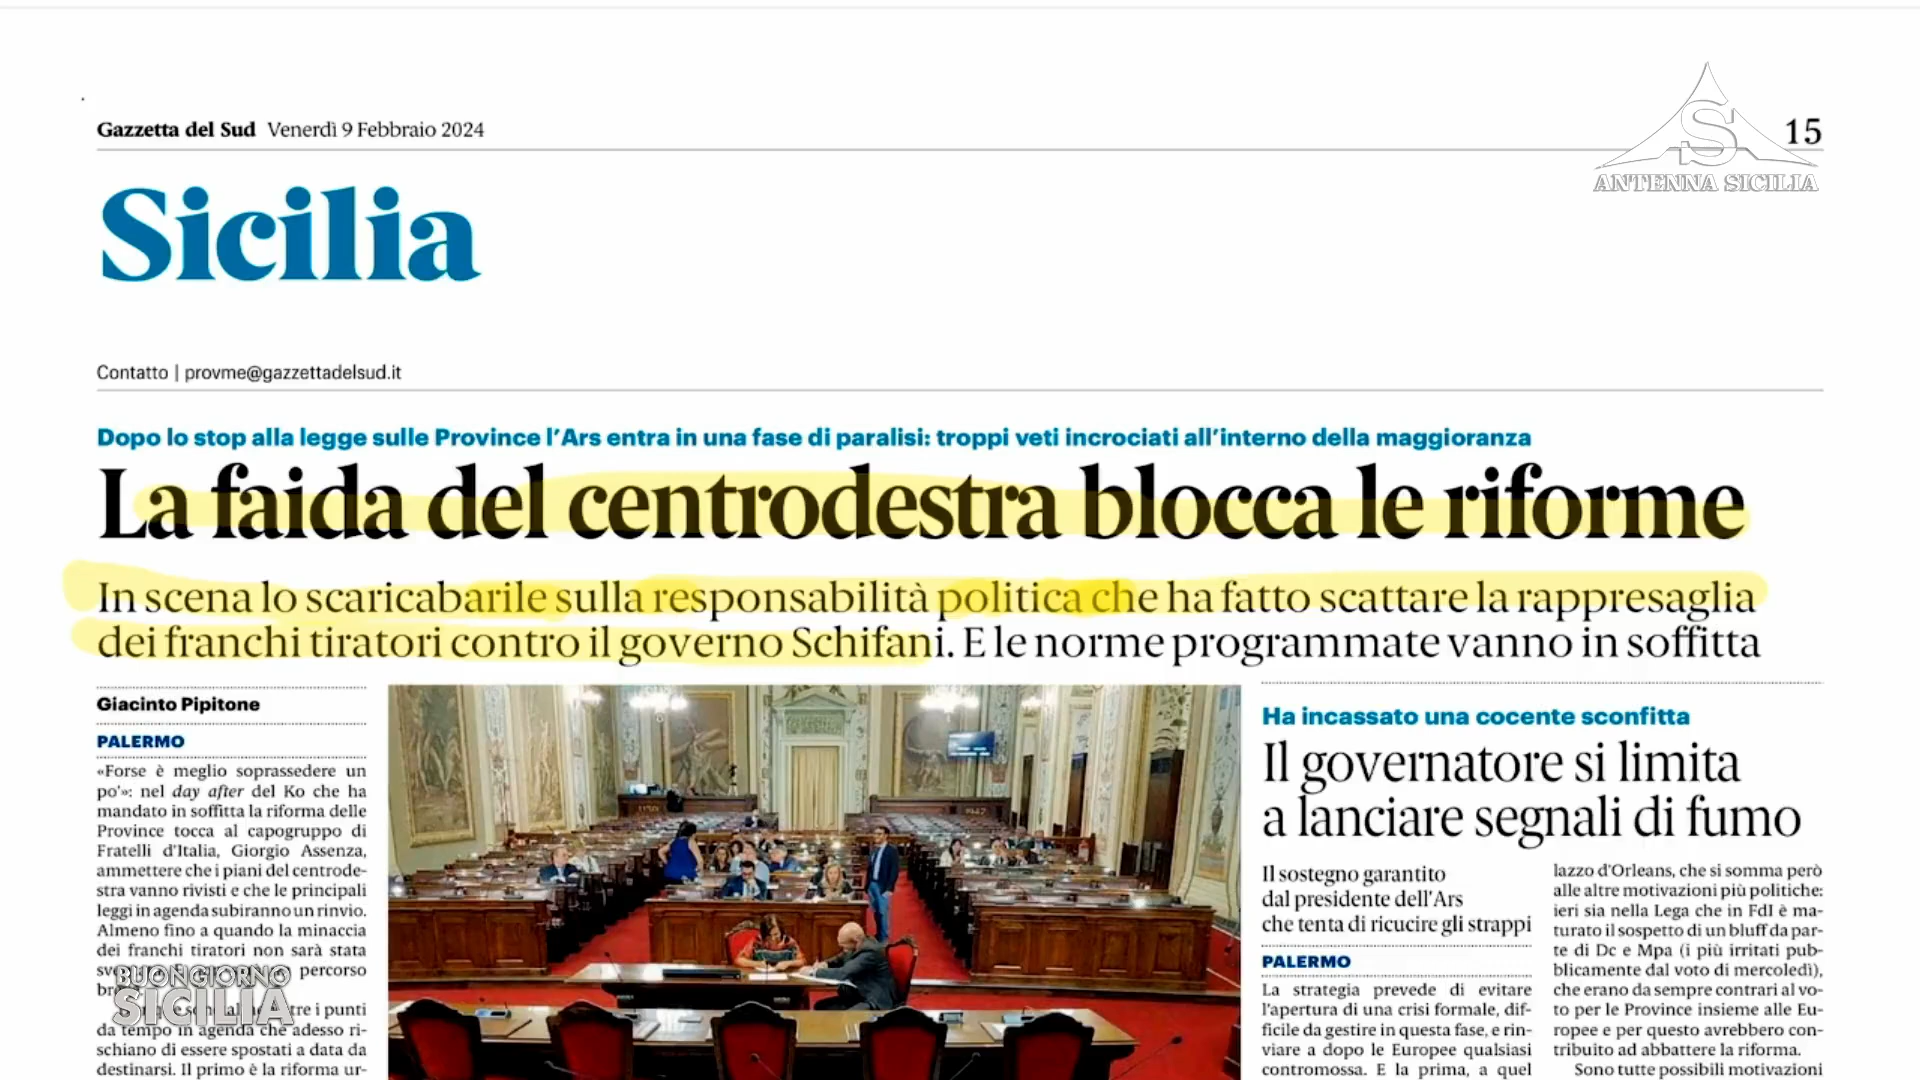 Gazzetta del Sud Venerdì 9 Febbraio 2024
15
S
ANTENNA SICILIA
Sicilia
Contatto | provme@gazzettadelsud.it
Dopo lo stop alla legge sulle Province l'Ars entra in una fase di paralisi: troppi veti incrociati all'interno della maggioranza
La faida del centrodestra blocca le riforme
In scena lo scaricabarile sulla responsabilità politica che ha fatto scattare la rappresaglia
dei franchi tiratori contro il governo Schifani. E le norme programmate vanno in soffitta
Giacinto Pipitone
PALERMO
«Forse è meglio soprassedere un
po'»: nel day after del Ko che ha
mandato in soffitta la riforma delle
Province tocca al capogruppo di
Fratelli d'Italia, Giorgio Assenza,
ammettere che i piani del centrode-
stra vanno rivisti e che le principali
leggi in agenda subiranno un rinvio.
Almeno fino a quando la minaccia
dei franchi tiratori non sarà stata
percorso
tre i punti
da tempo in agenda che adesso ri-
schiano di essere spostati a data da
destinarsi. Il primo è la riforma ur-
BUONGIORNO
SICILIA
Ha incassato una cocente sconfitta
Il governatore si limita
a lanciare segnali di fumo
Il sostegno garantito
dal presidente dell'Ars
che tenta di ricucire gli strappi
PALERMO
La strategia prevede di evitare
l'apertura di una crisi formale, dif-
ficile da gestire in questa fase, e rin-
viare a dopo le Europee qualsiasi
contromossa. E la prima, a quel
lazzo d'Orleans, che si somma però
alle altre motivazioni più politiche:
ieri sia nella Lega che in FdI è ma-
turato il sospetto di un bluff da par-
te di Dc e Mpa (i più irritati pub-
blicamente dal voto di mercoledì),
che erano da sempre contrari al vo-
to per le Province insieme alle Eu-
ropee e per questo avrebbero con-
tribuito ad abbattere la riforma.
Sono tutte possibili motivazioni